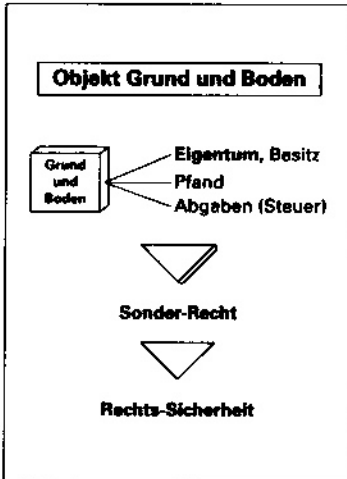 Objekt Grund und Boden
Grund
und
Boden
Eigentum, Besitz
Pfand
Abgaben (Steuer)
Sonder-Recht
Rechts-Sicherheit